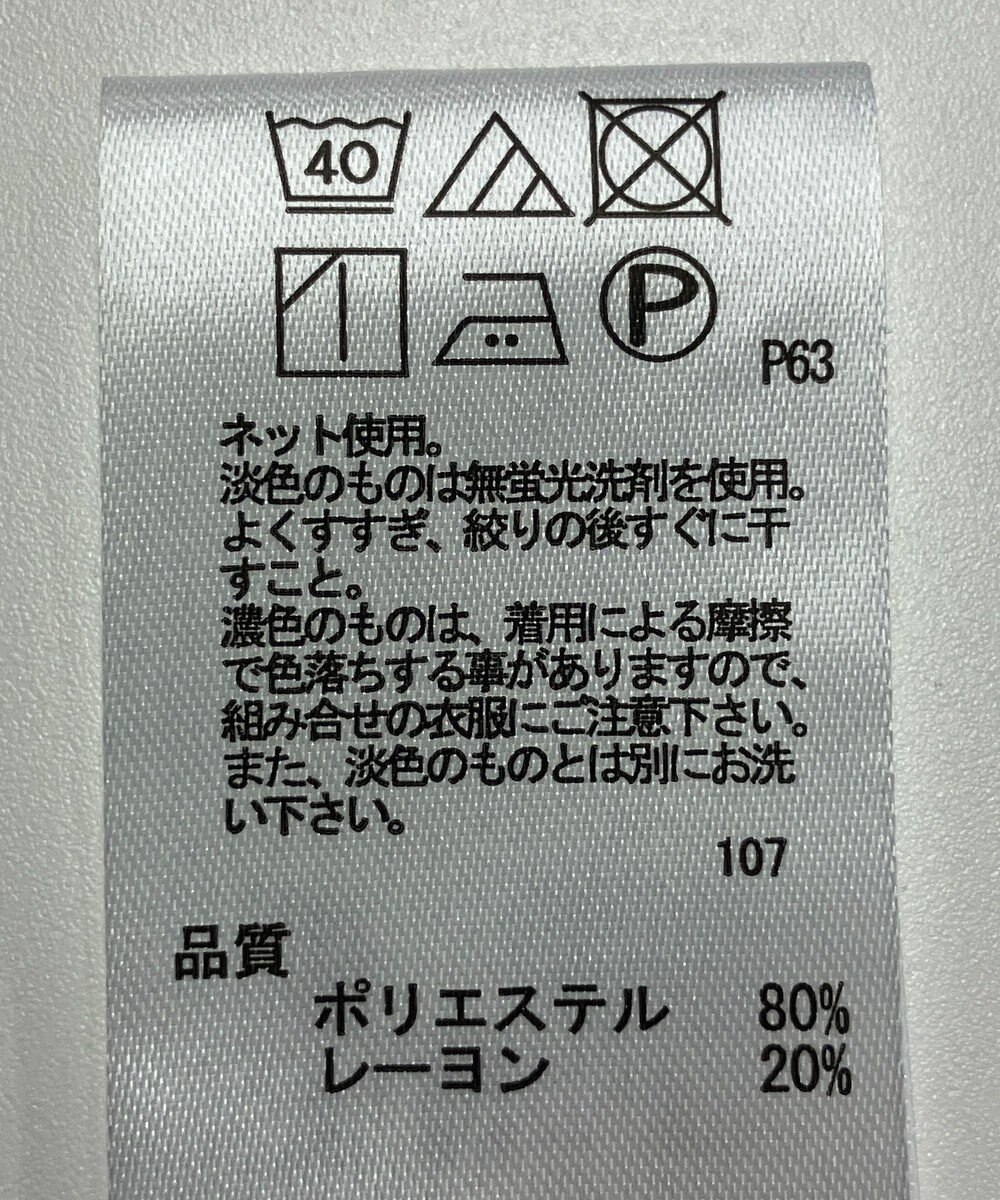 40
P
P63
ネット使用。
淡色のものは無蛍光洗剤を使用。
よくすすぎ、絞りの後すぐに干
すこと。
濃色のものは、着用による摩擦
で色落ちする事がありますので、
組み合せの衣服にご注意下さい。
また、淡色のものとは別にお洗
い下さい。
107
品質
ポリエステル 80%
レーヨン 20%